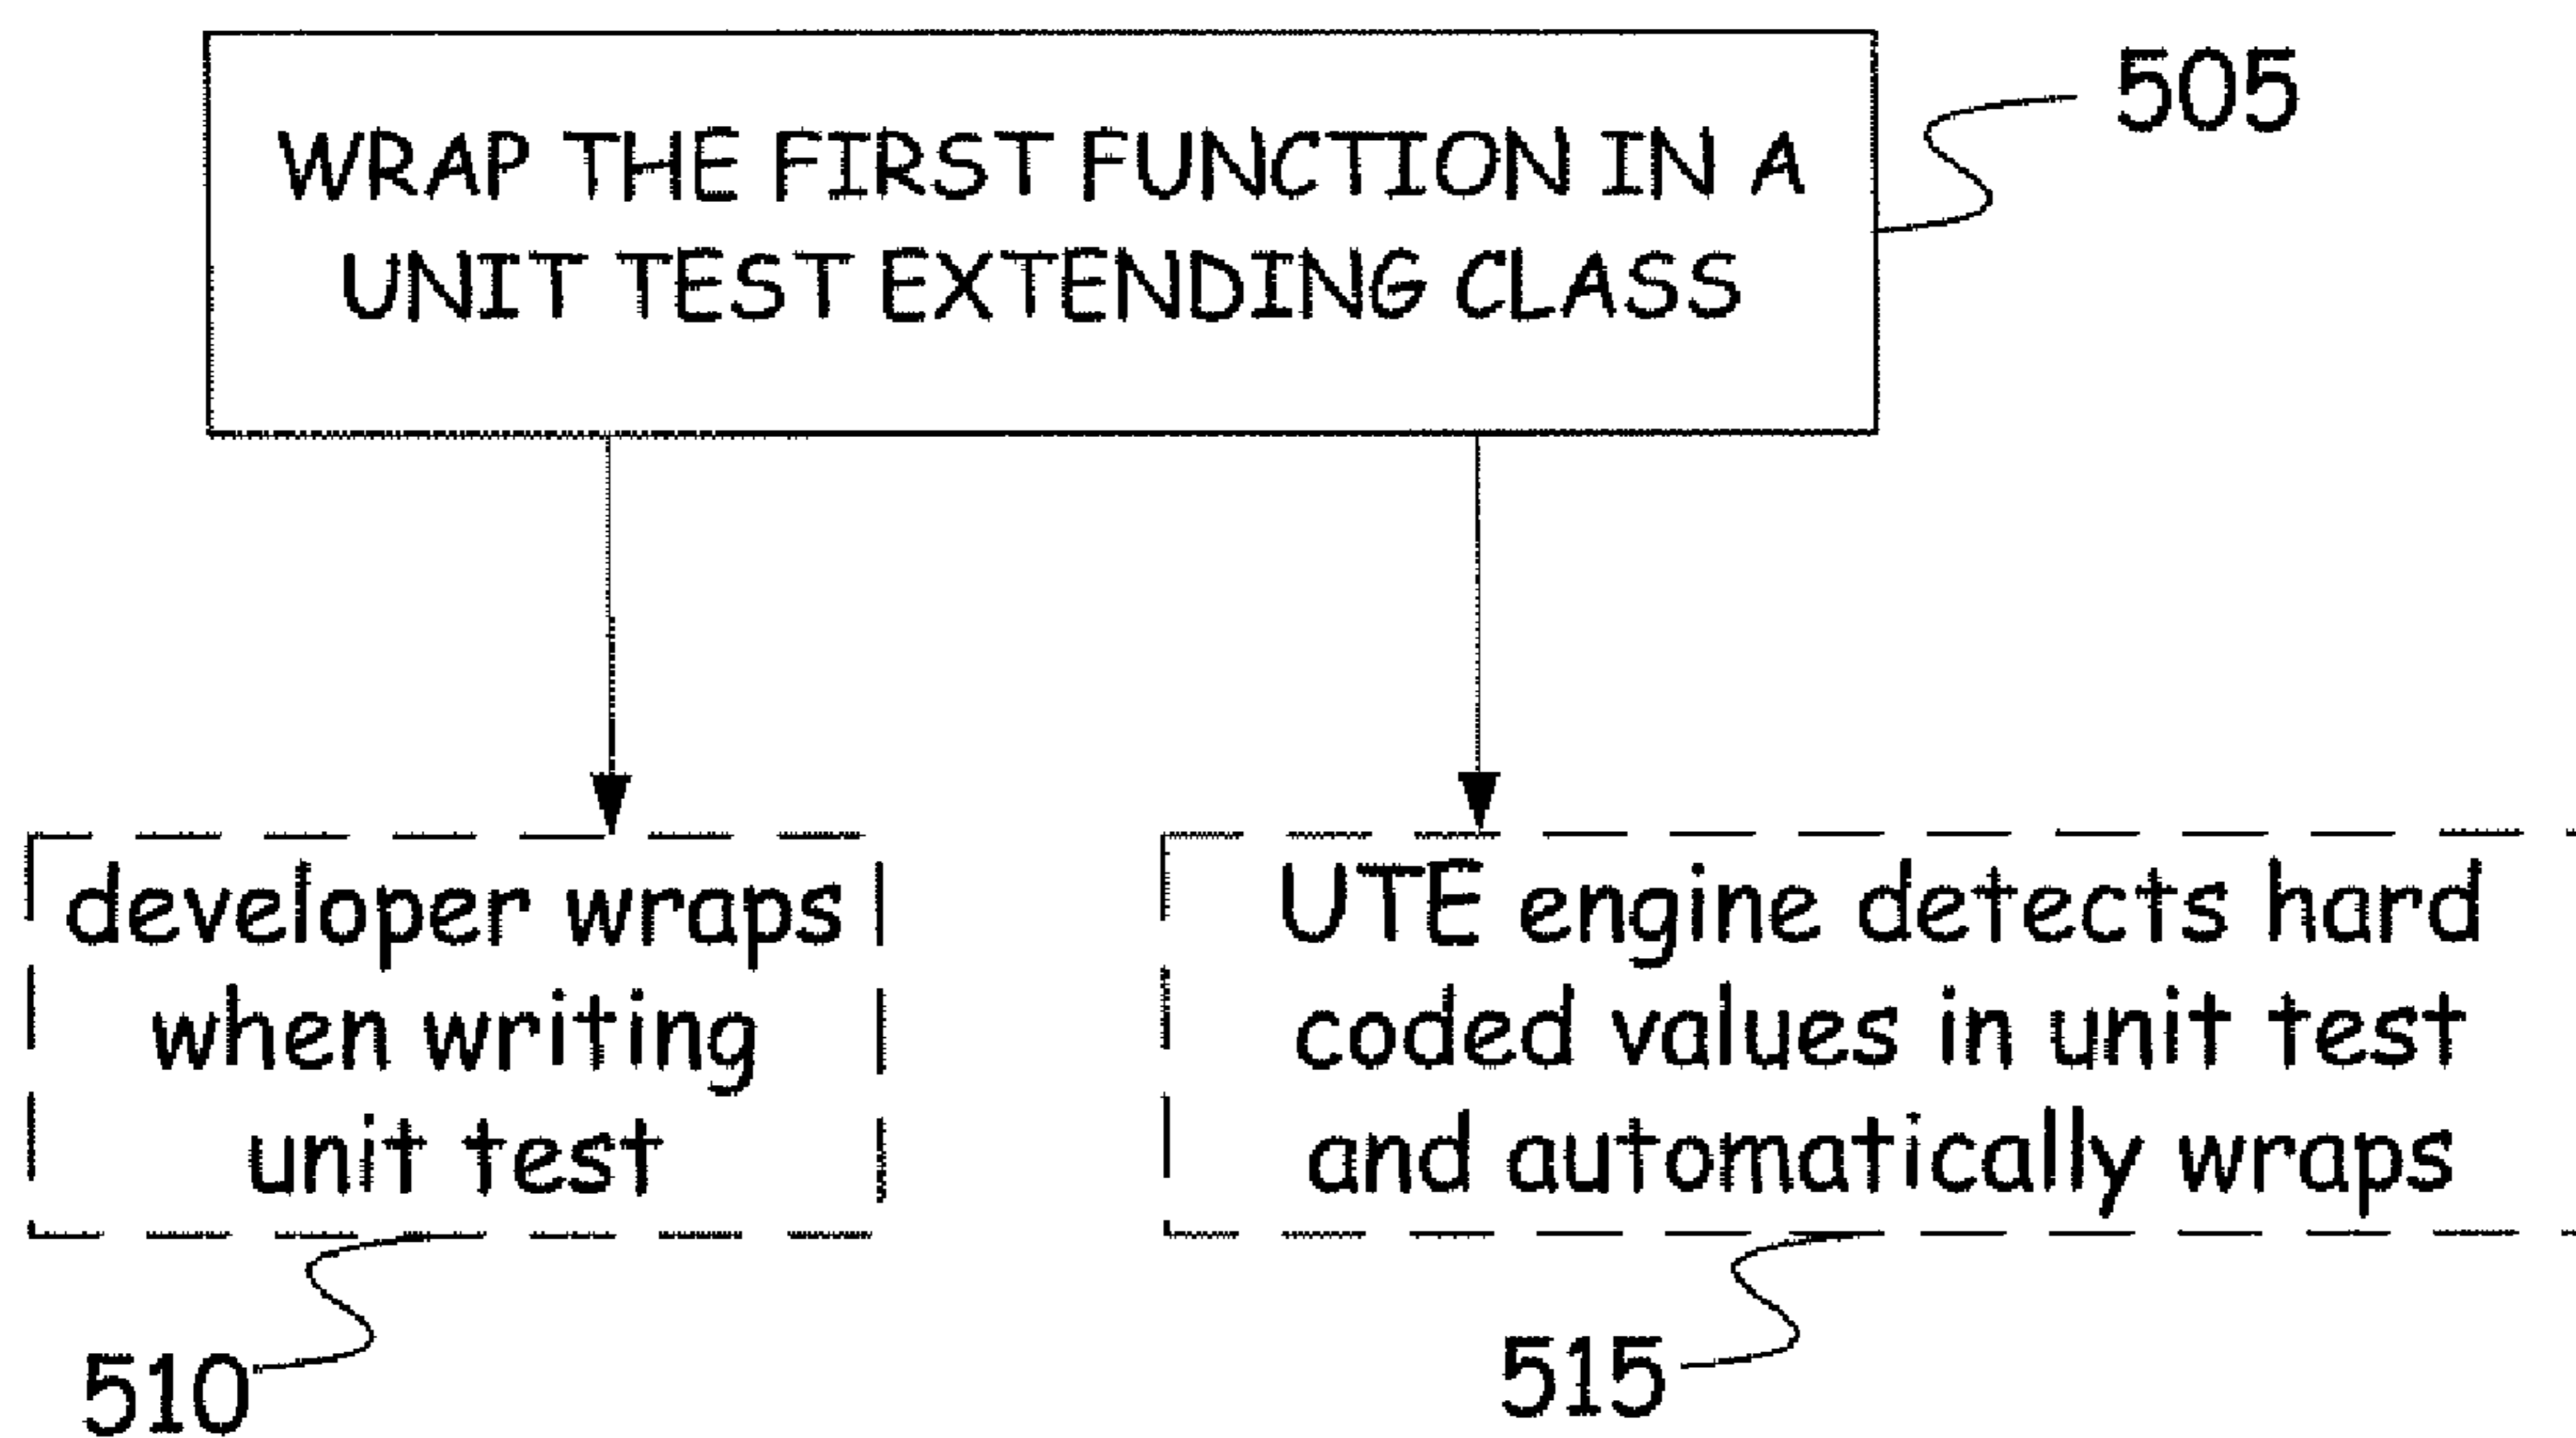 505
WRAP THE FIRST FUNCTION IN A
UNIT TEST EXTENDING CLASS
developer wraps
when writing
unit test
UTE engine detects hard
coded values in unit test
and automatically wraps
510
515